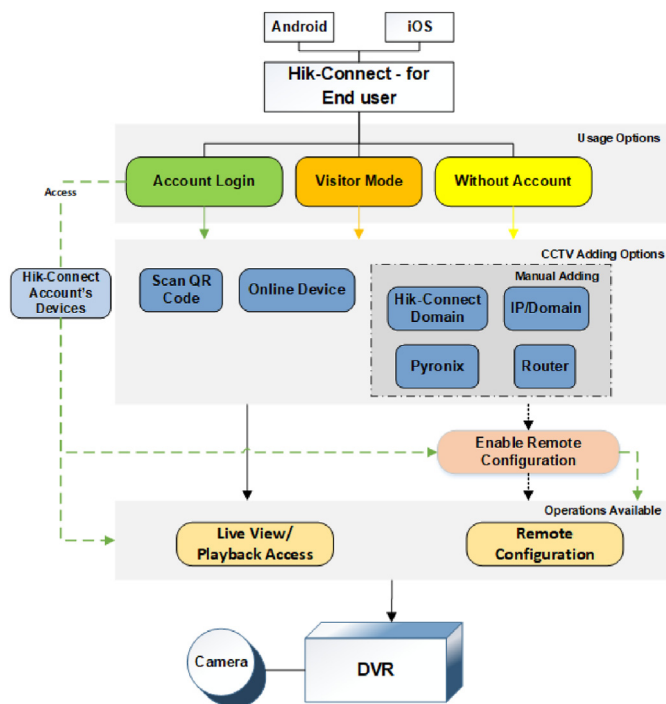 Android
iOS
Hik-Connect - for
End user
Usage Options
Account Login
Visitor Mode
Without Account
Access
CCTV Adding Options
Manual Adding
Scan QR
Code
Online Device
Hik-Connect
Domain
IP/Domain
Hik-Connect
Account's
Devices
Pyronix
Router
Enable Remote
Configuration
Operations Available
Live View/
Playback Access
Remote
Configuration
Camera
DVR